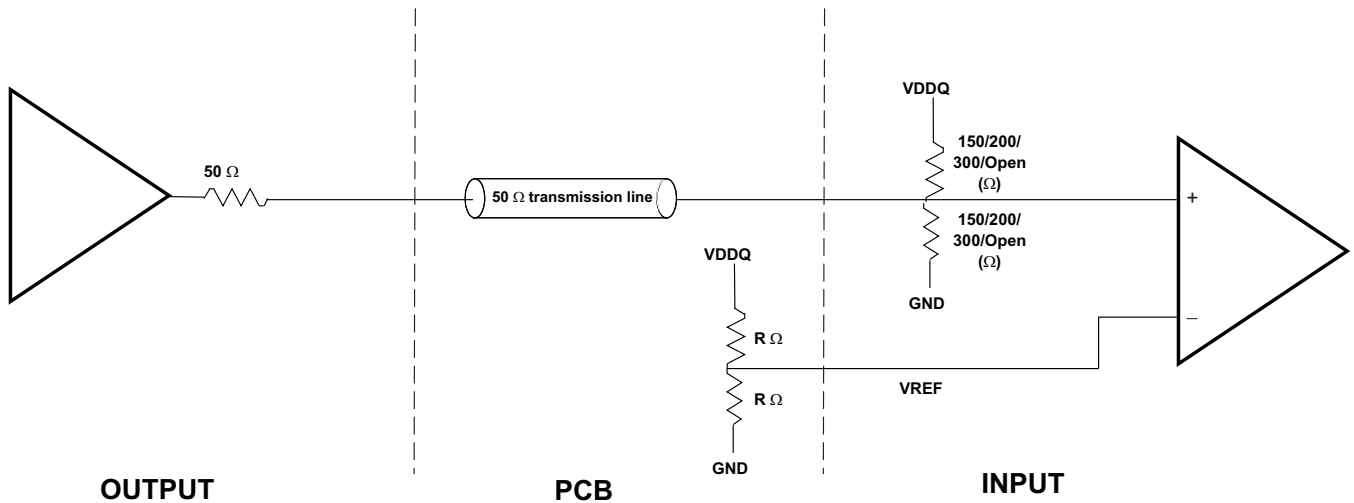 VDDQ
150/200/
300/Open
(Ω)
50 Ω
50 Ω transmission line
+
150/200/
300/Open
(Ω)
VDDQ
GND
–
R Ω
VREF
R Ω
GND
OUTPUT
PCB
INPUT